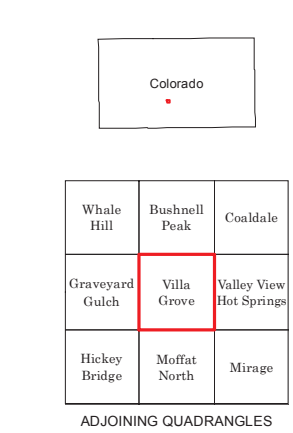 Colorado
Whale
Hill
Bushnell
Peak
Coaldale
Graveyard
Gulch
Villa
Grove
Valley View
Hot Springs
Hickey
Bridge
Moffat
North
Mirage
ADJOINING QUADRANGLES